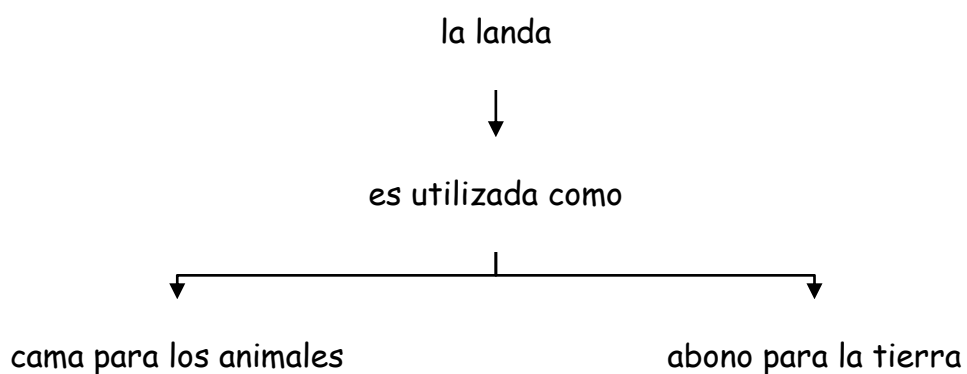 la landa
es utilizada como
cama para los animales
abono para la tierra